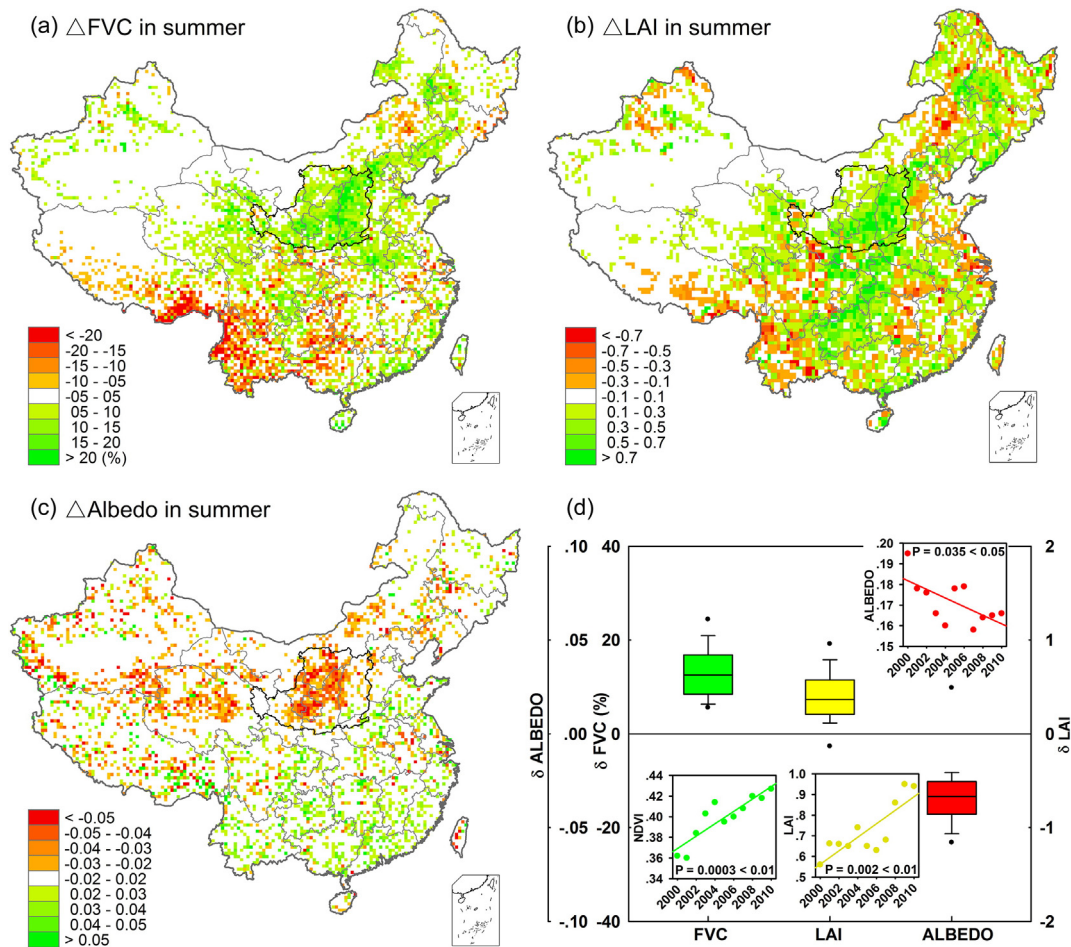 (a) △FVC in summer
< -20
-20 - -15
-15 - -10
-10 - -05
-05 - 05
05 - 10
10 - 15
15 - 20
> 20 (%)
(b) △LAI in summer
< -0.7
-0.7 - -0.5
-0.5 - -0.3
-0.3 - -0.1
-0.1 - 0.1
0.1 - 0.3
0.3 - 0.5
0.5 - 0.7
> 0.7
(c) △Albedo in summer
< -0.05
-0.05 - -0.04
-0.04 - -0.03
-0.03 - -0.02
-0.02 - 0.02
0.02 - 0.03
0.03 - 0.04
0.04 - 0.05
> 0.05
(d)
δ ALBEDO
.10
.05
.00
-0.05
-0.10
δ FVC (%)
40
20
0
-20
-40
δ LAI
2
1
0
-1
-2
FVC LAI ALBEDO
ALBEDO
.20
.19
.18
.17
.16
.15
P = 0.035 < 0.05
2000 2002 2004 2006 2008 2010
NDVI
.44
.42
.40
.38
.36
.34
P = 0.0003 < 0.01
2000 2002 2004 2006 2008 2010
LAI
1.0
.9
.8
.7
.6
.5
P = 0.002 < 0.01
2000 2002 2004 2006 2008 2010